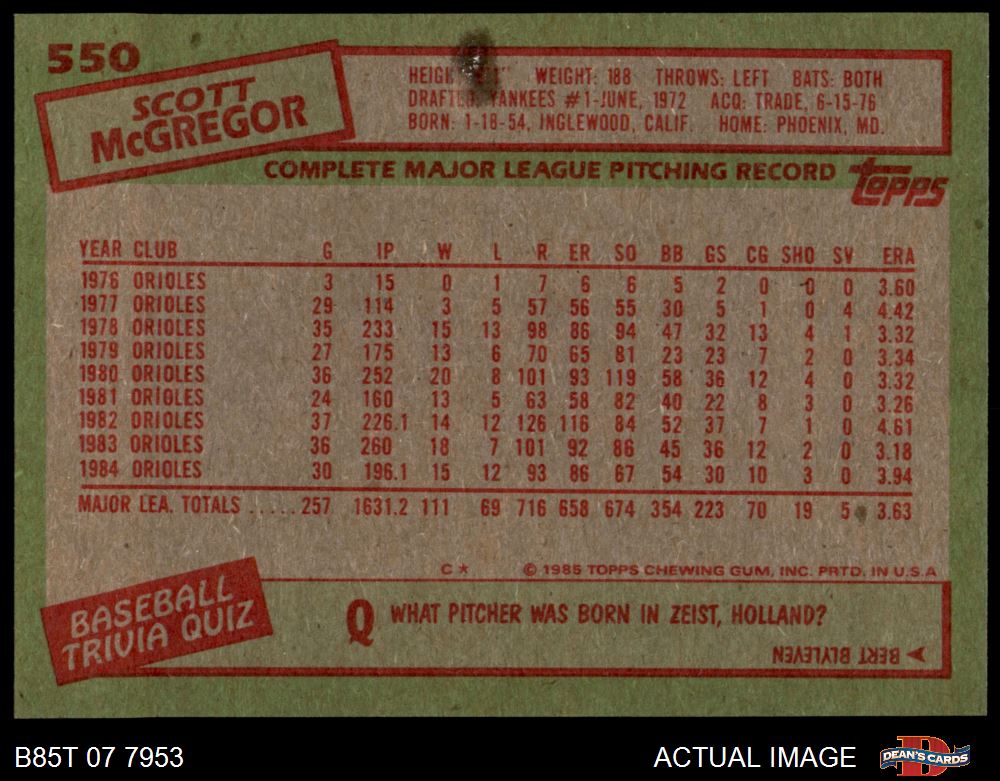 550
SCOTT
McGREGOR
WEIGHT: 188 THROWS: LEFT BATS: BOTH
YANKEES #1-JUNE, 1972 ACQ: TRADE, 6-15-76
BORN: 1-18-54, INGLEWOOD, CALIF. HOME: PHOENIX, MD.
COMPLETE MAJOR LEAGUE PITCHING RECORD
topps
YEAR CLUB G IP W L R ER SO BB GS CG SHO SV ERA
1976 ORIOLES 3 15 0 1 7 6 6 5 2 0 0 0 3.60
1977 ORIOLES 29 114 3 5 57 56 55 30 5 1 0 4 4.42
1978 ORIOLES 35 233 15 13 98 86 94 47 32 13 4 1 3.32
1979 ORIOLES 27 175 13 6 70 65 81 23 23 7 2 0 3.34
1980 ORIOLES 36 252 20 8 101 93 119 58 36 12 4 0 3.32
1981 ORIOLES 24 160 13 5 63 58 82 40 22 8 3 0 3.26
1982 ORIOLES 37 226.1 14 12 126 116 84 52 37 7 1 0 4.61
1983 ORIOLES 36 260 18 7 101 92 86 45 36 12 2 0 3.18
1984 ORIOLES 30 196.1 15 12 93 86 67 54 30 10 3 0 3.94
MAJOR LEA. TOTALS ..... 257 1631.2 111 69 716 658 674 354 223 70 19 5 3.63
C* © 1985 TOPPS CHEWING GUM, INC. PRTD. IN U.S.A
BASEBALL
TRIVIA QUIZ
Q WHAT PITCHER WAS BORN IN ZEIST, HOLLAND?
BERT BLYLEVEN
B85T 07 7953
ACTUAL IMAGE
DEAN'S CARDS